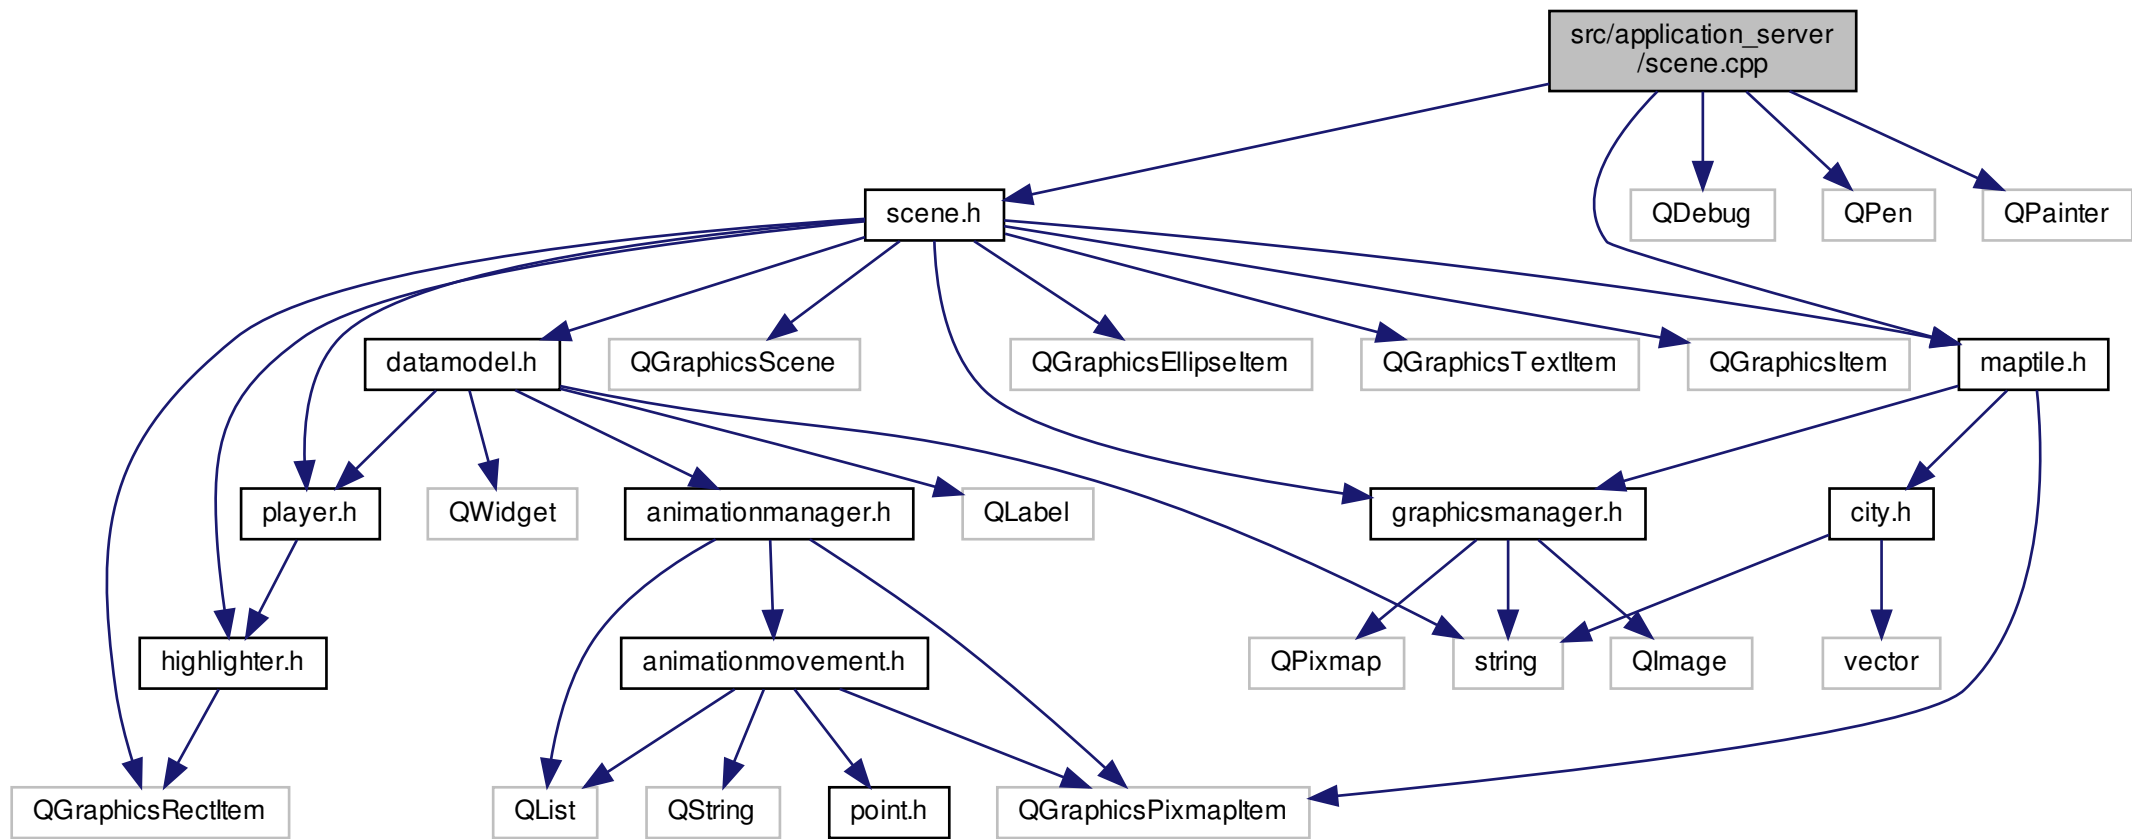 src/application_server
/scene.cpp
scene.h
QDebug
QPen
QPainter
datamodel.h
QGraphicsScene
QGraphicsEllipseItem
QGraphicsTextItem
QGraphicsItem
maptile.h
player.h
QWidget
animationmanager.h
QLabel
graphicsmanager.h
city.h
highlighter.h
animationmovement.h
QPixmap
string
QImage
vector
QGraphicsRectItem
QList
QString
point.h
QGraphicsPixmapItem